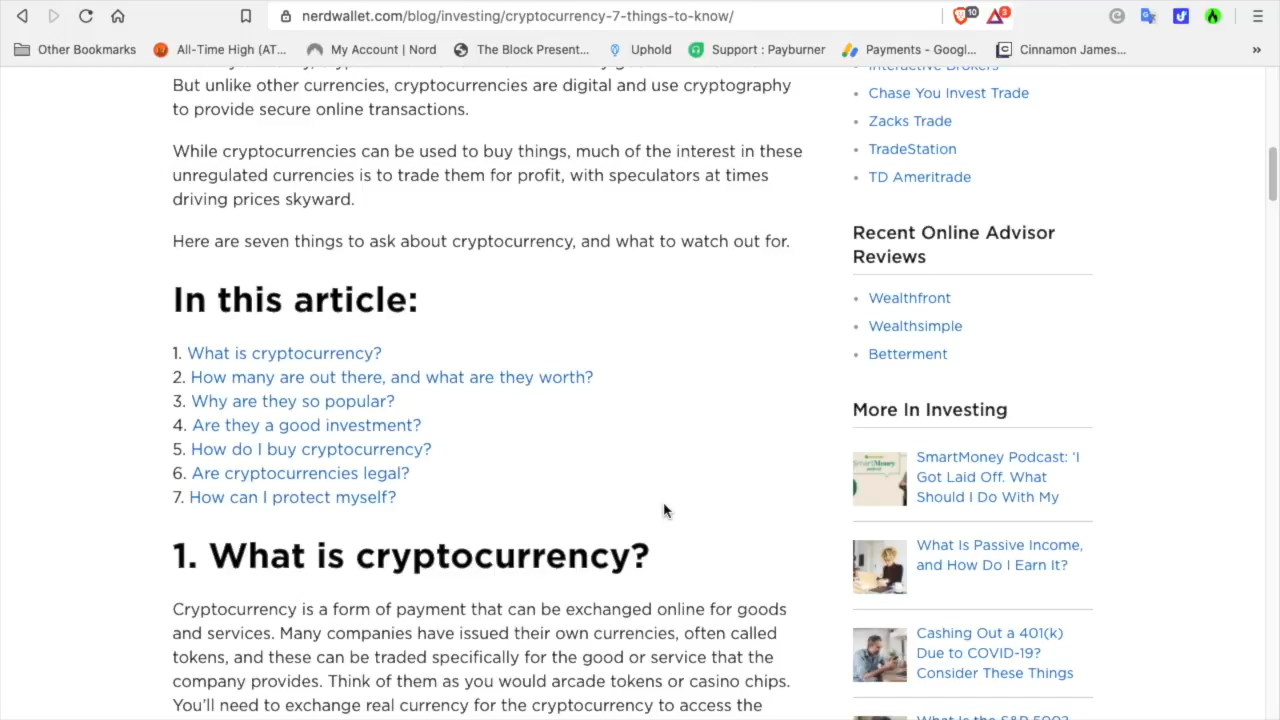 nerdwallet.com/blog/investing/cryptocurrency-7-things-to-know/
10
3
Other Bookmarks
All-Time High (AT...
My Account | Nord
The Block Present...
Uphold
Support : Payburner
Payments - Googl...
Cinnamon James...
»
But unlike other currencies, cryptocurrencies are digital and use cryptography
to provide secure online transactions.
While cryptocurrencies can be used to buy things, much of the interest in these
unregulated currencies is to trade them for profit, with speculators at times
driving prices skyward.
Here are seven things to ask about cryptocurrency, and what to watch out for.
In this article:
1. What is cryptocurrency?
2. How many are out there, and what are they worth?
3. Why are they so popular?
4. Are they a good investment?
5. How do I buy cryptocurrency?
6. Are cryptocurrencies legal?
7. How can I protect myself?
1. What is cryptocurrency?
Cryptocurrency is a form of payment that can be exchanged online for goods
and services. Many companies have issued their own currencies, often called
tokens, and these can be traded specifically for the good or service that the
company provides. Think of them as you would arcade tokens or casino chips.
You'll need to exchange real currency for the cryptocurrency to access the
Interactive Brokers
Chase You Invest Trade
Zacks Trade
TradeStation
TD Ameritrade
Recent Online Advisor
Reviews
Wealthfront
Wealthsimple
Betterment
More In Investing
SmartMoney Podcast: 'I
Got Laid Off. What
Should I Do With My
What Is Passive Income,
and How Do I Earn It?
Cashing Out a 401(k)
Due to COVID-19?
Consider These Things
What Is the S&P 500?